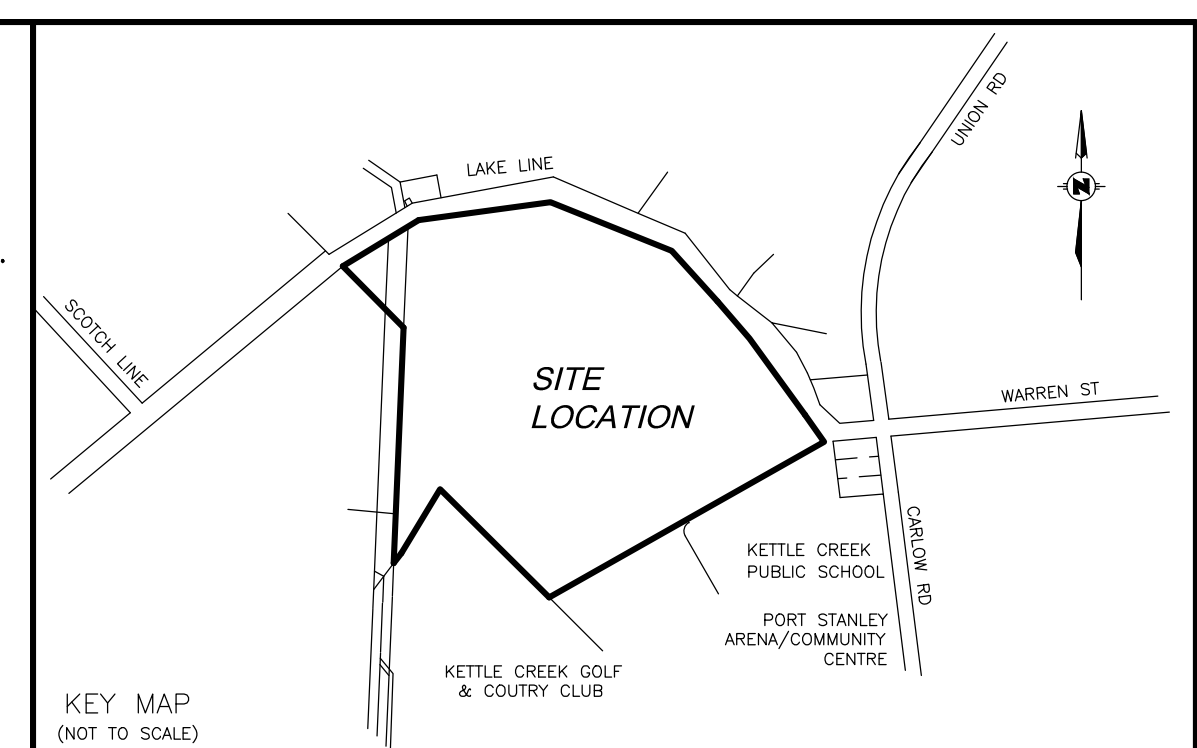 LAKE LINE
UNION RD
N
SCOTCH LINE
SITE
LOCATION
WARREN ST
CARLOW RD
KETTLE CREEK
PUBLIC SCHOOL
PORT STANLEY
ARENA/COMMUNITY
CENTRE
KETTLE CREEK GOLF
& COUTRY CLUB
KEY MAP
(NOT TO SCALE)